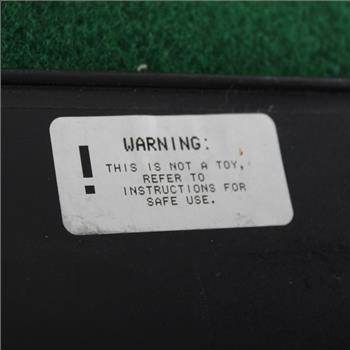 !
WARNING:
THIS IS NOT A TOY,
REFER TO
INSTRUCTIONS FOR
SAFE USE.